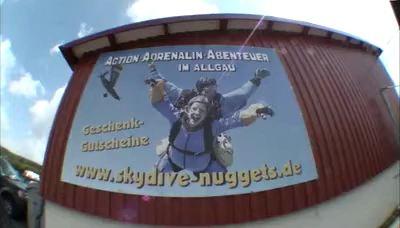 Action-Adrenalin-Abenteuer
im Allgäu
Geschenk-
Gutscheine
www.skydive-nuggets.de